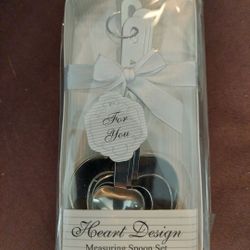 For
You
Heart Design
Measuring Spoon Set